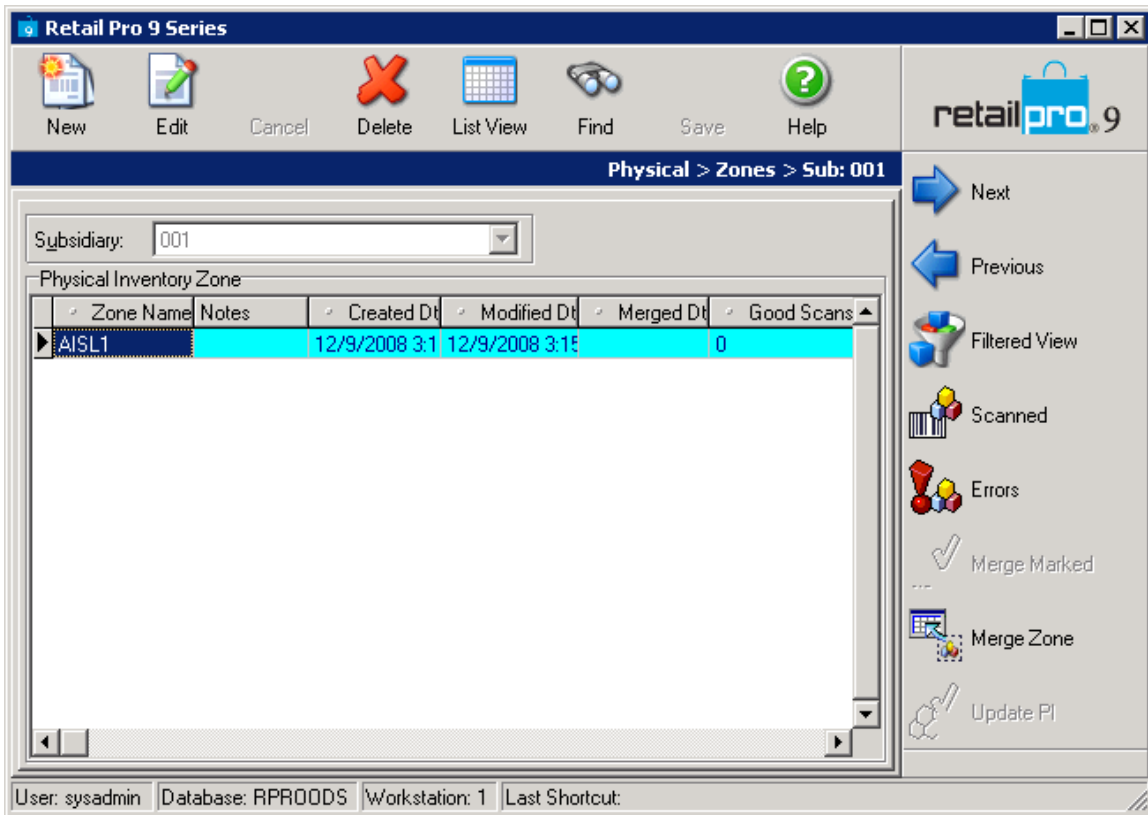 Retail Pro 9 Series
New Edit Cancel Delete List View Find Save Help
retail pro® 9
Physical > Zones > Sub: 001
Subsidiary: 001
Physical Inventory Zone
Zone Name Notes Created Dt Modified Dt Merged Dt Good Scans
AISL1 12/9/2008 3:1 12/9/2008 3:15 0
Next
Previous
Filtered View
Scanned
Errors
Merge Marked
Merge Zone
Update PI
User: sysadmin Database: RPROODS Workstation: 1 Last Shortcut: